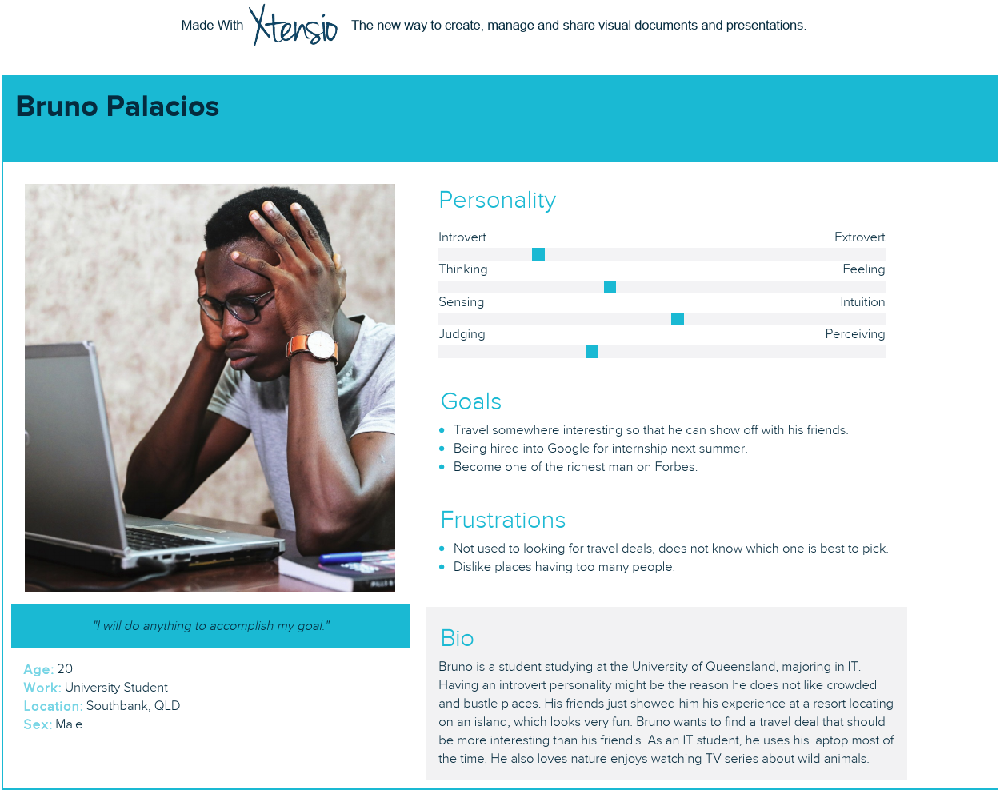 Made With Xtensio The new way to create, manage and share visual documents and presentations.
Bruno Palacios
Personality
Introvert Extrovert
Thinking Feeling
Sensing Intuition
Judging Perceiving
Goals
Travel somewhere interesting so that he can show off with his friends.
Being hired into Google for internship next summer.
Become one of the richest man on Forbes.
Frustrations
Not used to looking for travel deals, does not know which one is best to pick.
Dislike places having too many people.
"I will do anything to accomplish my goal."
Age: 20
Work: University Student
Location: Southbank, QLD
Sex: Male
Bio
Bruno is a student studying at the University of Queensland, majoring in IT.
Having an introvert personality might be the reason he does not like crowded
and bustle places. His friends just showed him his experience at a resort locating
on an island, which looks very fun. Bruno wants to find a travel deal that should
be more interesting than his friend's. As an IT student, he uses his laptop most of
the time. He also loves nature enjoys watching TV series about wild animals.